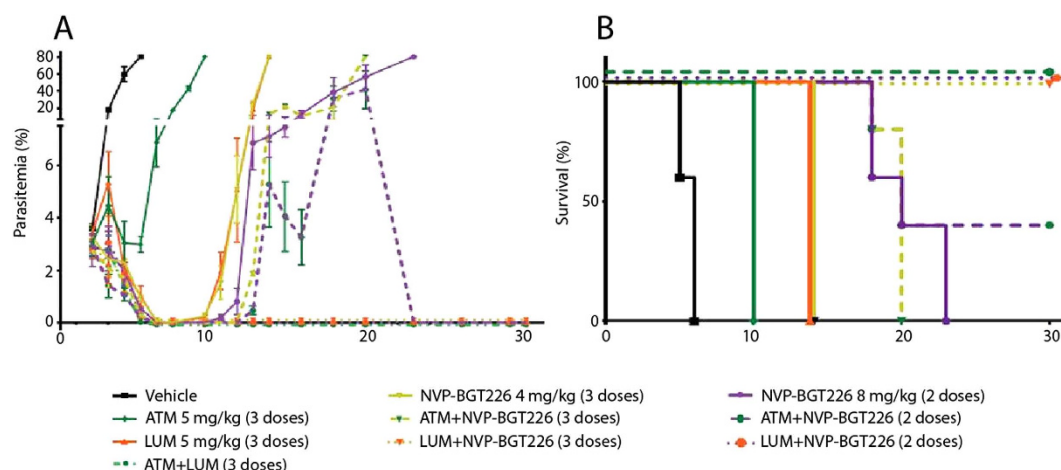 A
B
80
60
40
20
6
4
2
0
Parasitemia (%)
0
10
20
30
100
50
0
Survival (%)
0
10
20
30
Vehicle
ATM 5 mg/kg (3 doses)
LUM 5 mg/kg (3 doses)
ATM+LUM (3 doses)
NVP-BGT226 4 mg/kg (3 doses)
ATM+NVP-BGT226 (3 doses)
LUM+NVP-BGT226 (3 doses)
NVP-BGT226 8 mg/kg (2 doses)
ATM+NVP-BGT226 (2 doses)
LUM+NVP-BGT226 (2 doses)